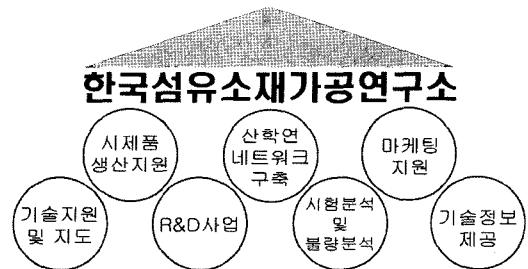 한국섬유소재가공연구소
시제품
생산지원
산학연
네트워크
구축
마케팅
지원
기술지원
및 지도
R&D사업
시험분석
및
불량분석
기술정보
제공